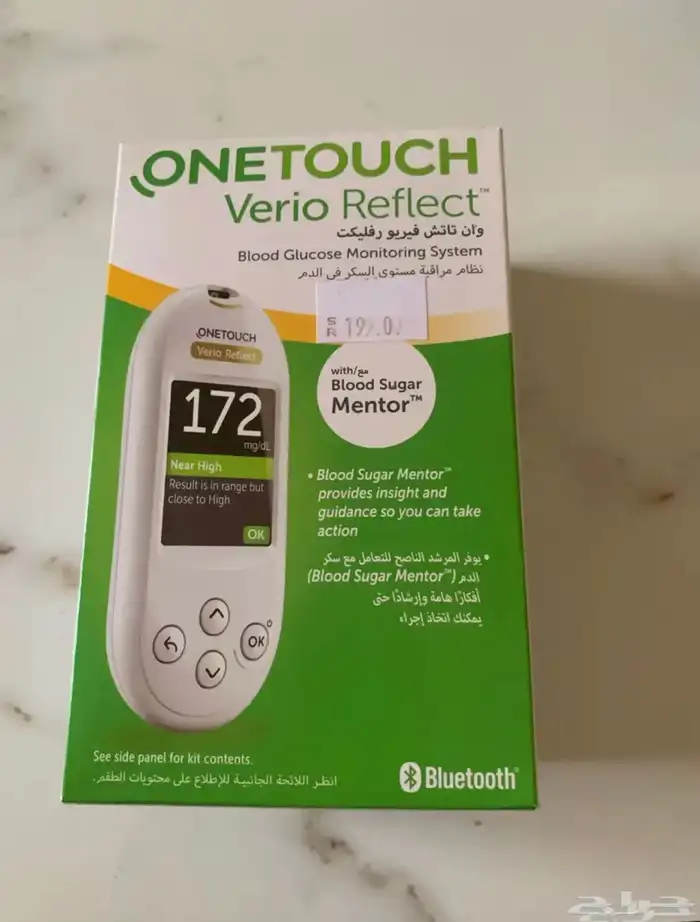 ONETOUCH
Verio Reflect™
وان تاتش فيريو رفليكت
Blood Glucose Monitoring System
نظام مراقبة مستوى السكر في الدم
SR
ONETOUCH
Verio Reflect
172
mg/dL
Near High
Result is in range but
close to High
OK
OK
with/مع
Blood Sugar
Mentor™
• Blood Sugar Mentor™
provides insight and
guidance so you can take
action
• يوفر المرشد الناصح للتعامل مع سكر
الدم (Blood Sugar Mentor™)
أفكارًا هامة وإرشادًا حتى
يمكنك اتخاذ إجراء
See side panel for kit contents.
انظر اللائحة الجانبية للإطلاع على محتويات الطقم.
Bluetooth®
حراج